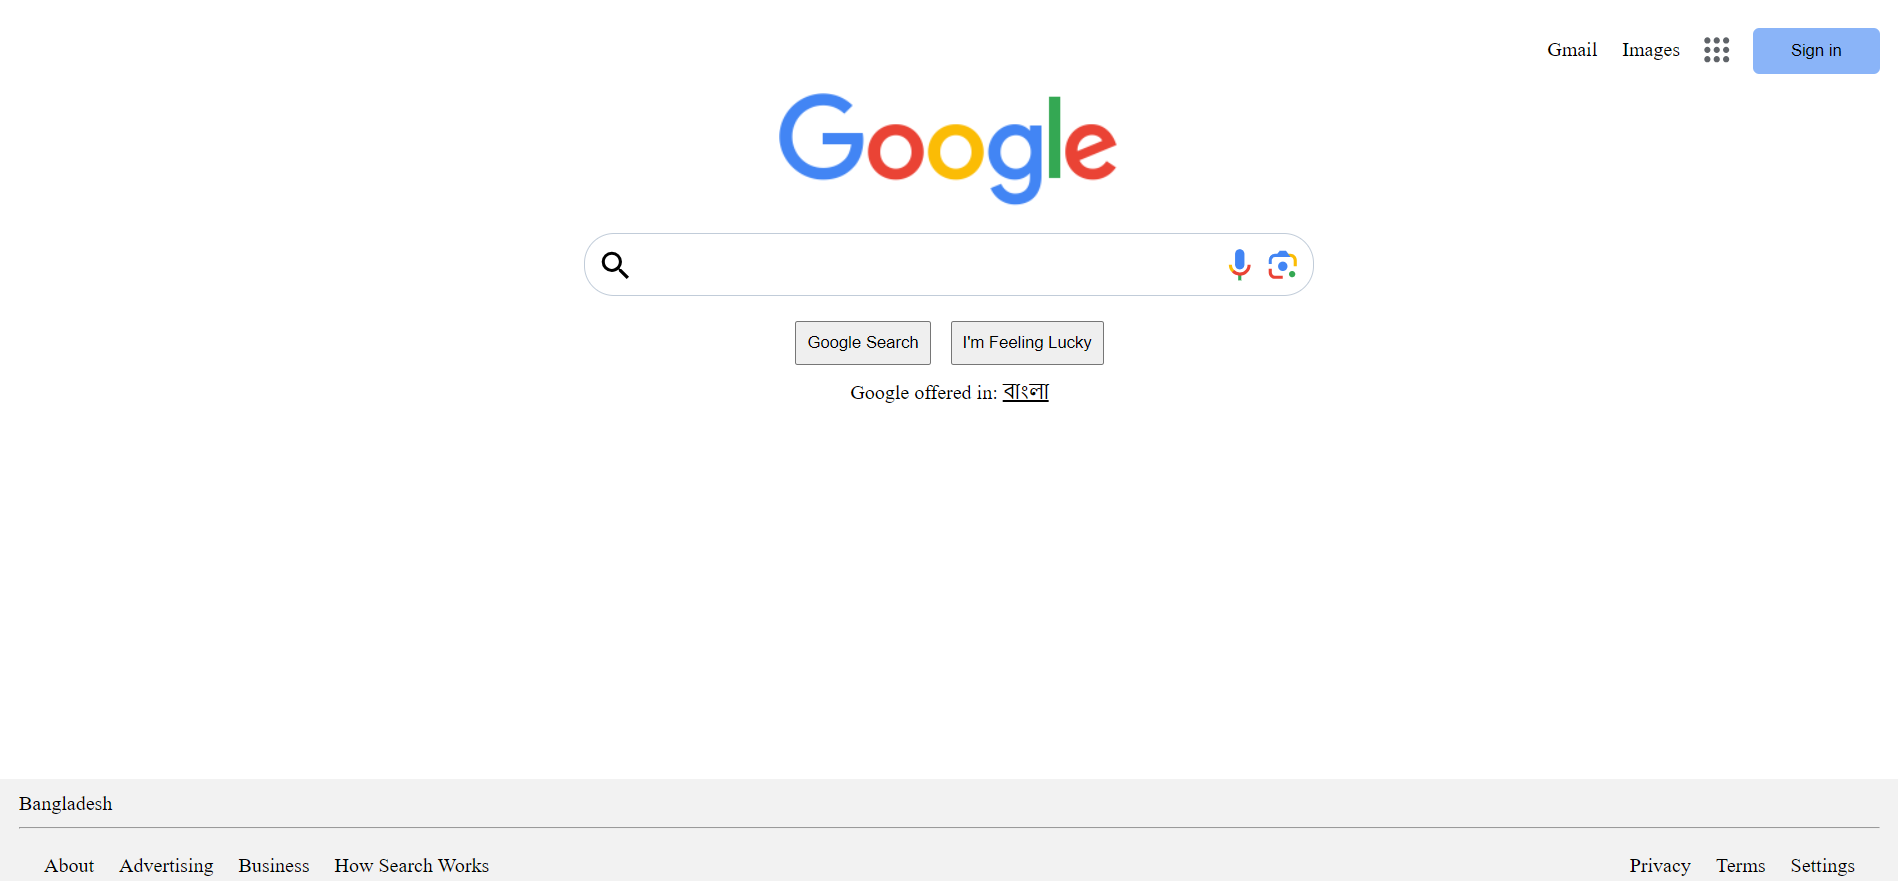 Gmail Images Sign in
Google
Google Search I'm Feeling Lucky
Google offered in: বাংলা
Bangladesh
About Advertising Business How Search Works Privacy Terms Settings